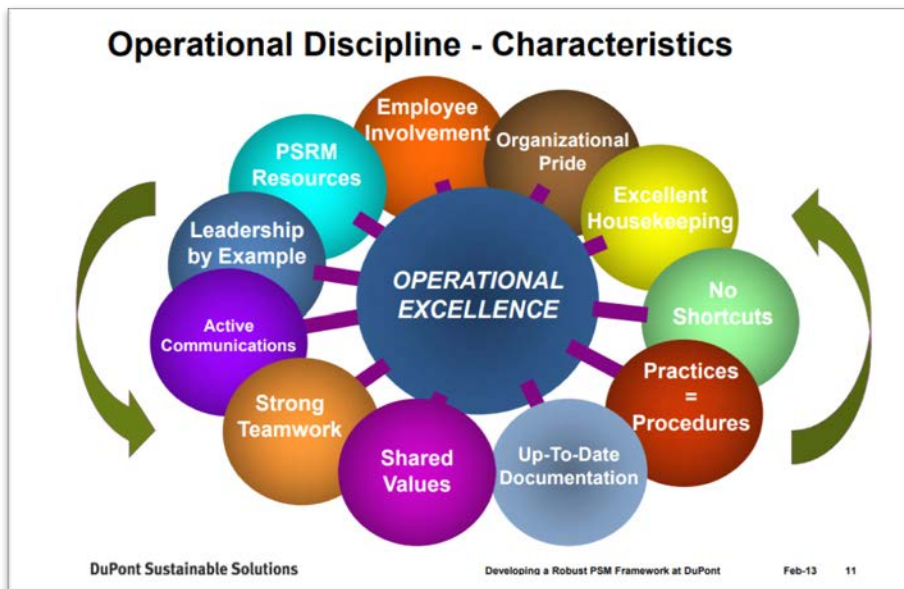 Operational Discipline - Characteristics
Employee
Involvement
Organizational
Pride
PSRM
Resources
Excellent
Housekeeping
Leadership
by Example
OPERATIONAL
EXCELLENCE
No
Shortcuts
Active
Communications
Practices
=
Procedures
Strong
Teamwork
Shared
Values
Up-To-Date
Documentation
DuPont Sustainable Solutions
Developing a Robust PSM Framework at DuPont
Feb-13
11